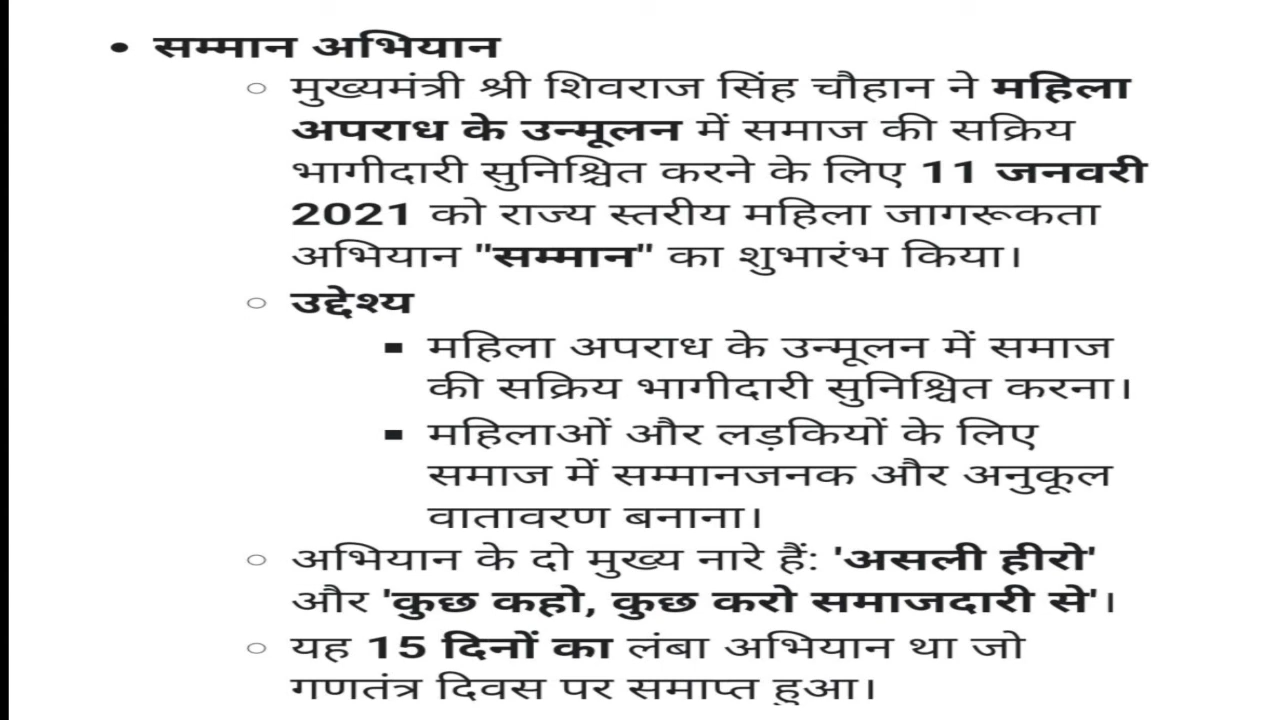 • सम्मान अभियान
○ मुख्यमंत्री श्री शिवराज सिंह चौहान ने महिला
अपराध के उन्मूलन में समाज की सक्रिय
भागीदारी सुनिश्चित करने के लिए 11 जनवरी
2021 को राज्य स्तरीय महिला जागरूकता
अभियान "सम्मान" का शुभारंभ किया।
○ उद्देश्य
▪ महिला अपराध के उन्मूलन में समाज
की सक्रिय भागीदारी सुनिश्चित करना।
▪ महिलाओं और लड़कियों के लिए
समाज में सम्मानजनक और अनुकूल
वातावरण बनाना।
○ अभियान के दो मुख्य नारे हैं: 'असली हीरो'
और 'कुछ कहो, कुछ करो समाजदारी से'।
○ यह 15 दिनों का लंबा अभियान था जो
गणतंत्र दिवस पर समाप्त हुआ।